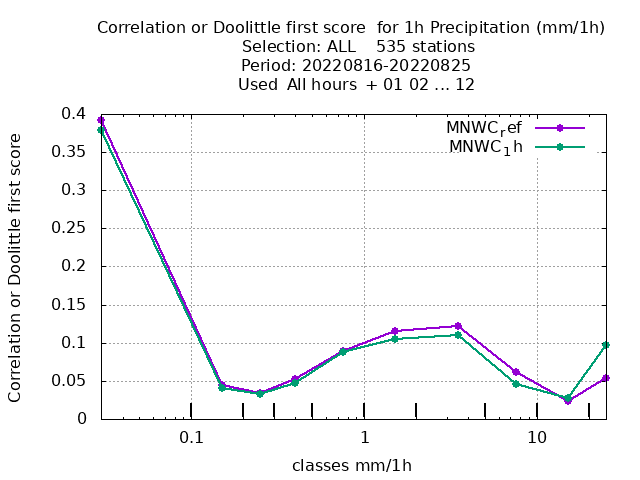 Correlation or Doolittle first score  for 1h Precipitation (mm/1h)
Selection: ALL    535 stations
Period: 20220816-20220825
Used  All hours  + 01 02 ... 12
Correlation or Doolittle first score
0.4
0.35
0.3
0.25
0.2
0.15
0.1
0.05
0
MNWC_ref
MNWC_1h
0.1 1 10
classes mm/1h